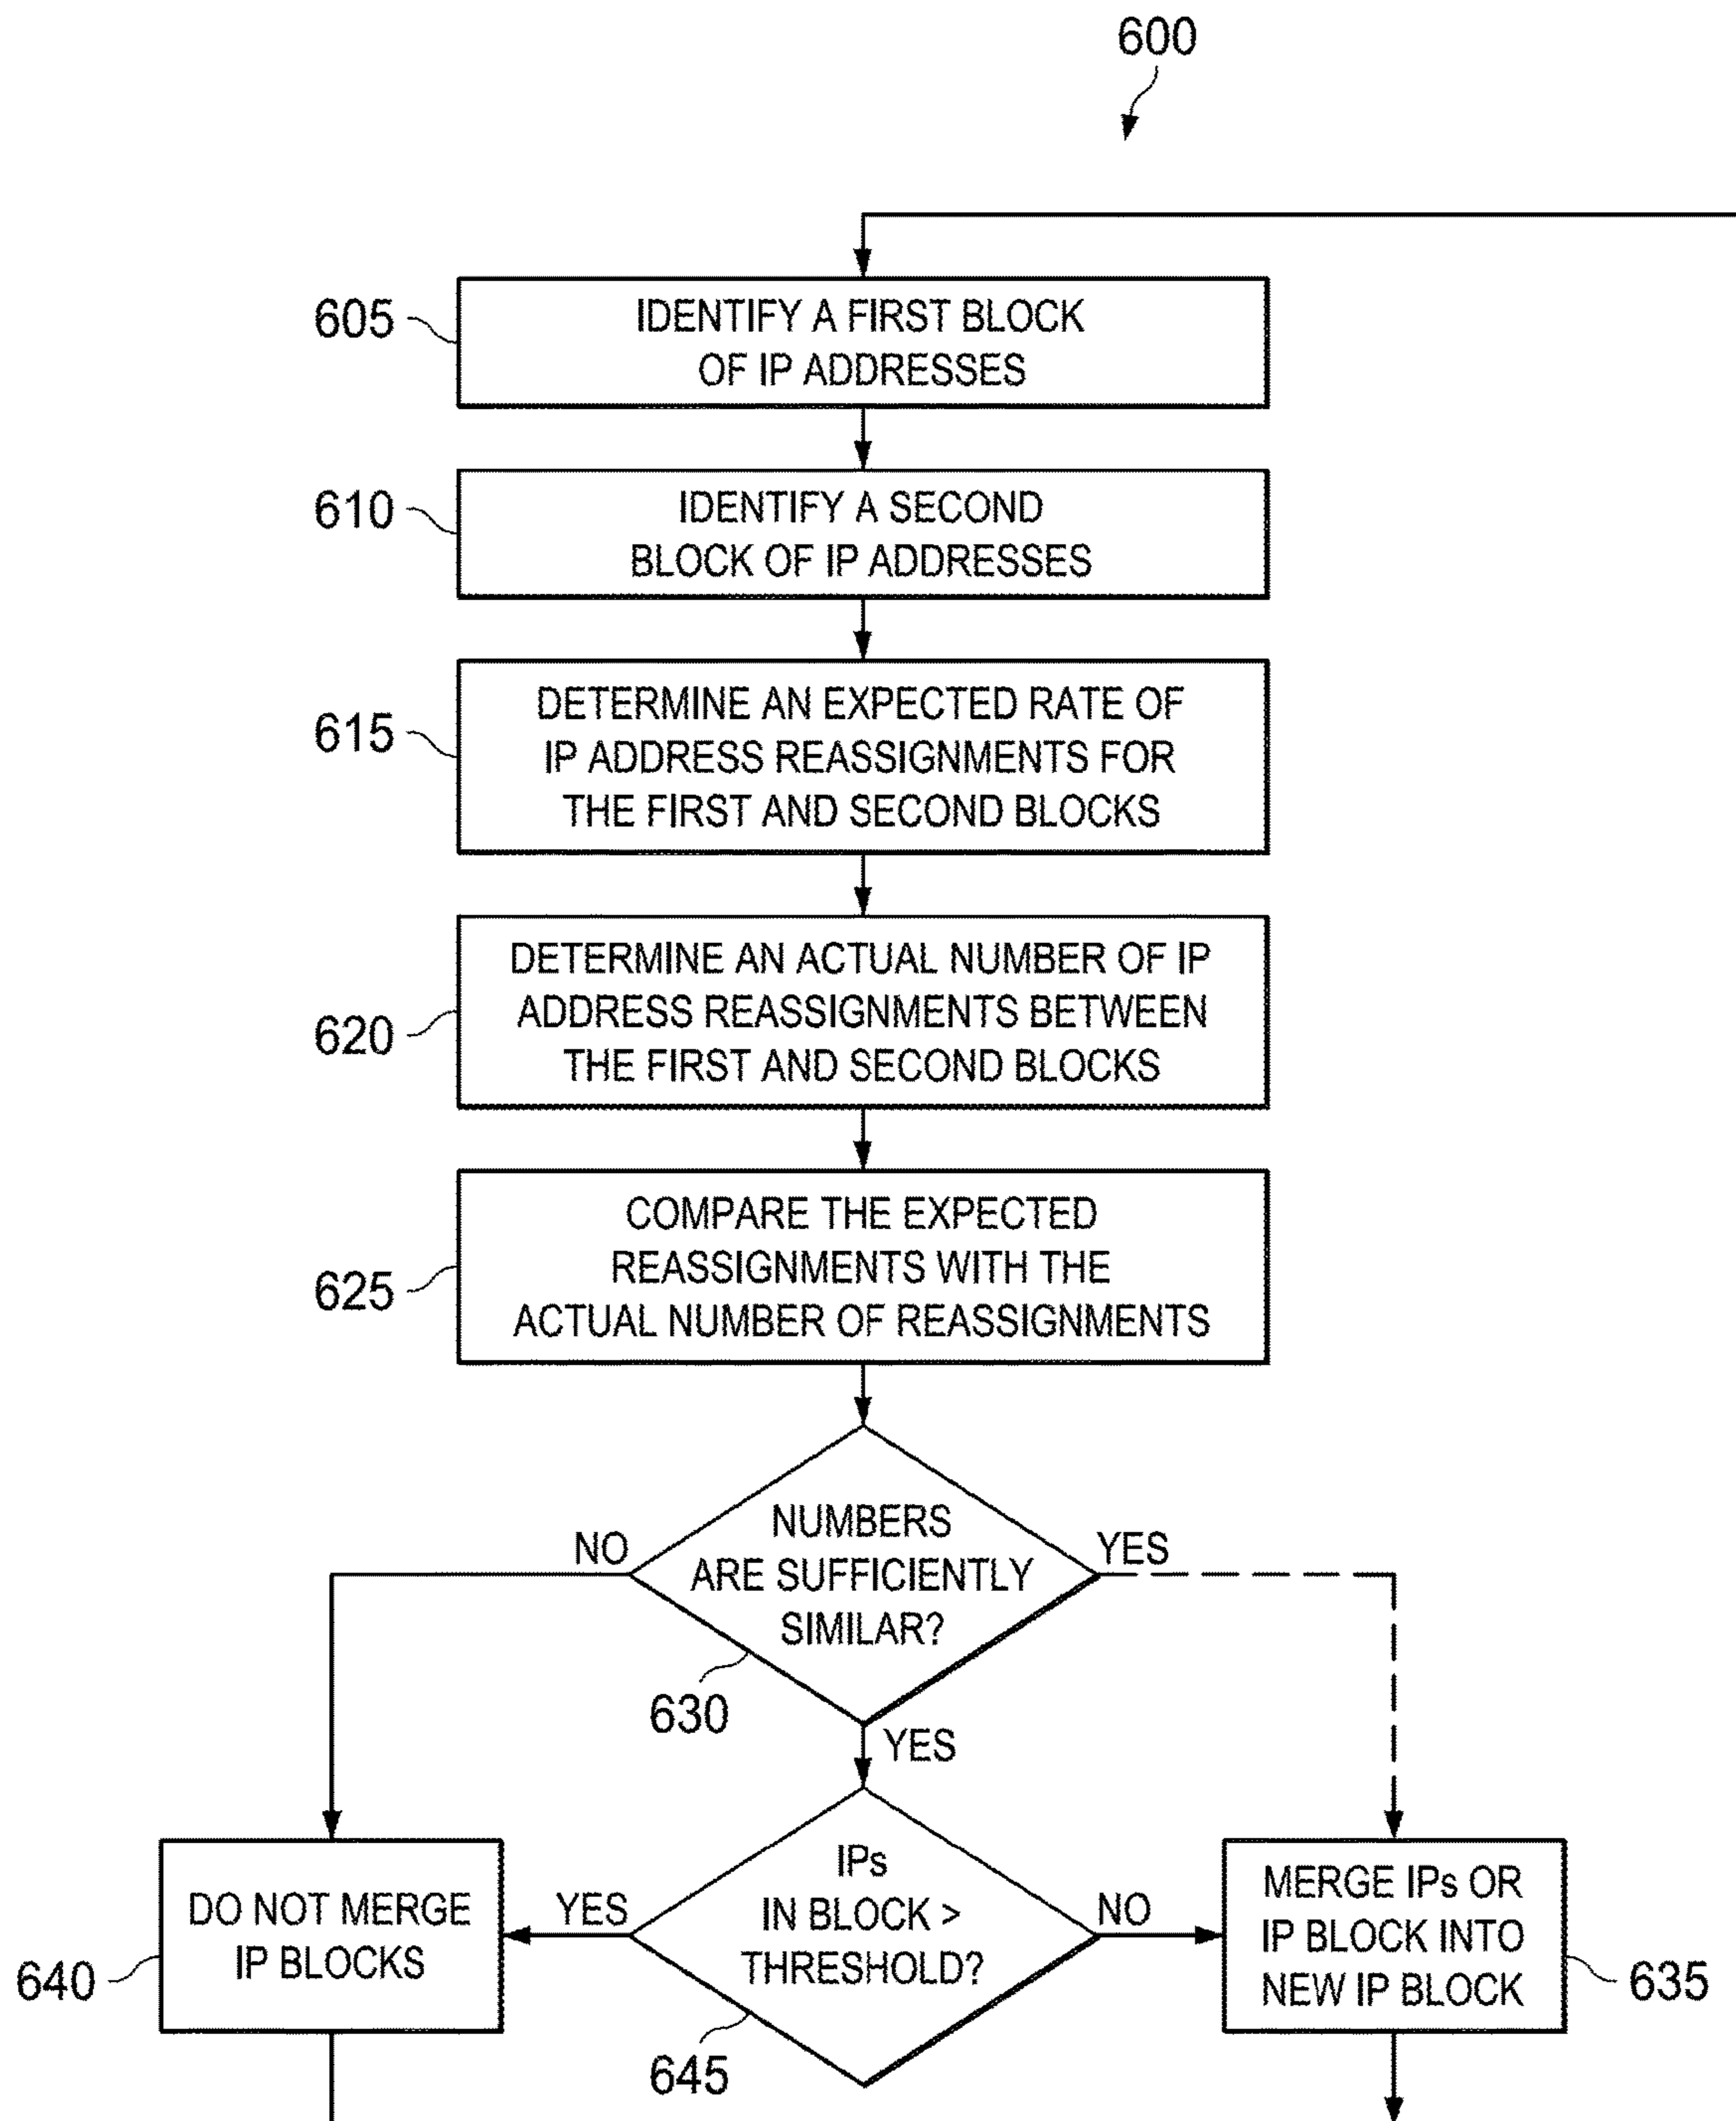 600
605
IDENTIFY A FIRST BLOCK
OF IP ADDRESSES
610
IDENTIFY A SECOND
BLOCK OF IP ADDRESSES
615
DETERMINE AN EXPECTED RATE OF
IP ADDRESS REASSIGNMENTS FOR
THE FIRST AND SECOND BLOCKS
620
DETERMINE AN ACTUAL NUMBER OF IP
ADDRESS REASSIGNMENTS BETWEEN
THE FIRST AND SECOND BLOCKS
625
COMPARE THE EXPECTED
REASSIGNMENTS WITH THE
ACTUAL NUMBER OF REASSIGNMENTS
NO
NUMBERS
ARE SUFFICIENTLY
SIMILAR?
YES
630
YES
DO NOT MERGE
IP BLOCKS
640
YES
IPs
IN BLOCK >
THRESHOLD?
NO
645
MERGE IPs OR
IP BLOCK INTO
NEW IP BLOCK
635